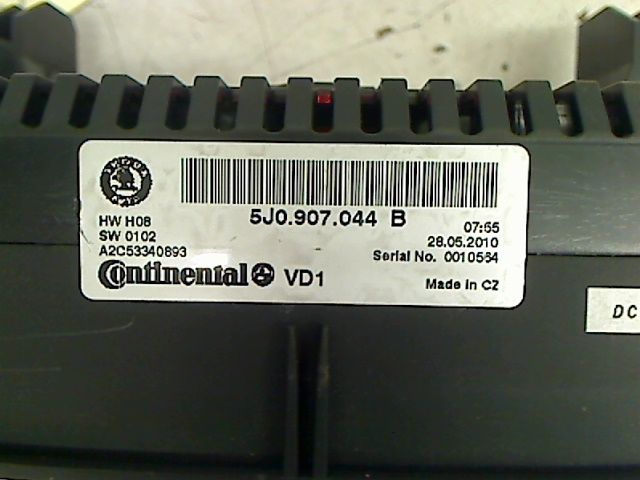 5J0.907.044 B
HW H08
SW 0102
A2C53340893
07:55
28.05.2010
Serial No. 0010564
Continental VD1
Made in CZ
DC